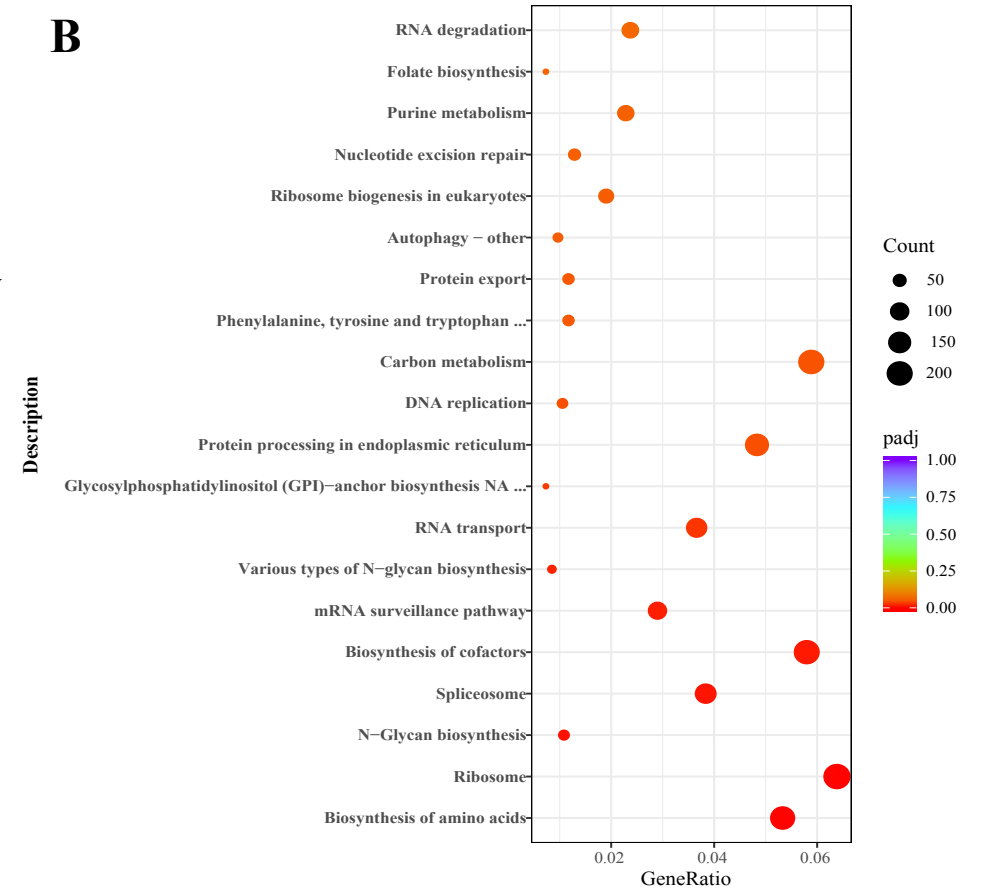 B
RNA degradation
Folate biosynthesis
Purine metabolism
Nucleotide excision repair
Ribosome biogenesis in eukaryotes
Autophagy − other
Protein export
Phenylalanine, tyrosine and tryptophan ...
Carbon metabolism
DNA replication
Protein processing in endoplasmic reticulum
Glycosylphosphatidylinositol (GPI)−anchor biosynthesis NA ...
RNA transport
Various types of N−glycan biosynthesis
mRNA surveillance pathway
Biosynthesis of cofactors
Spliceosome
N−Glycan biosynthesis
Ribosome
Biosynthesis of amino acids
Description
0.02 0.04 0.06
GeneRatio
Count
50
100
150
200
padj
1.00
0.75
0.50
0.25
0.00